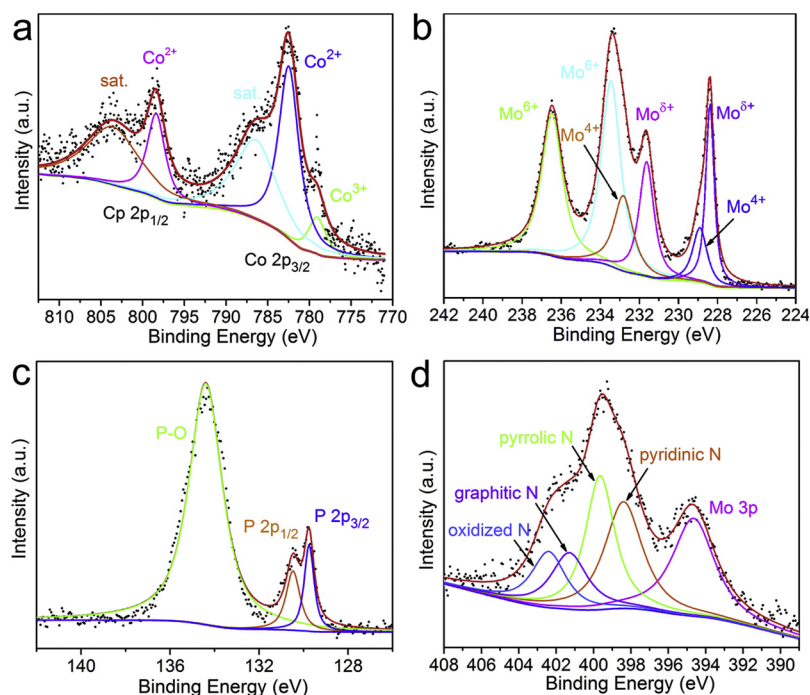 a
Co2+
Co2+
sat.
sat.
Co3+
Cp 2p1/2
Co 2p3/2
Intensity (a.u.)
810 805 800 795 790 785 780 775 770
Binding Energy (eV)
b
Mo6+
Mo6+
Mo4+
Moδ+
Moδ+
Mo4+
Intensity (a.u.)
242 240 238 236 234 232 230 228 226 224
Binding Energy (eV)
c
P-O
P 2p1/2
P 2p3/2
Intensity (a.u.)
140 136 132 128
Binding Energy (eV)
d
pyrrolic N
pyridinic N
graphitic N
oxidized N
Mo 3p
Intensity (a.u.)
408 406 404 402 400 398 396 394 392 390
Binding Energy (eV)